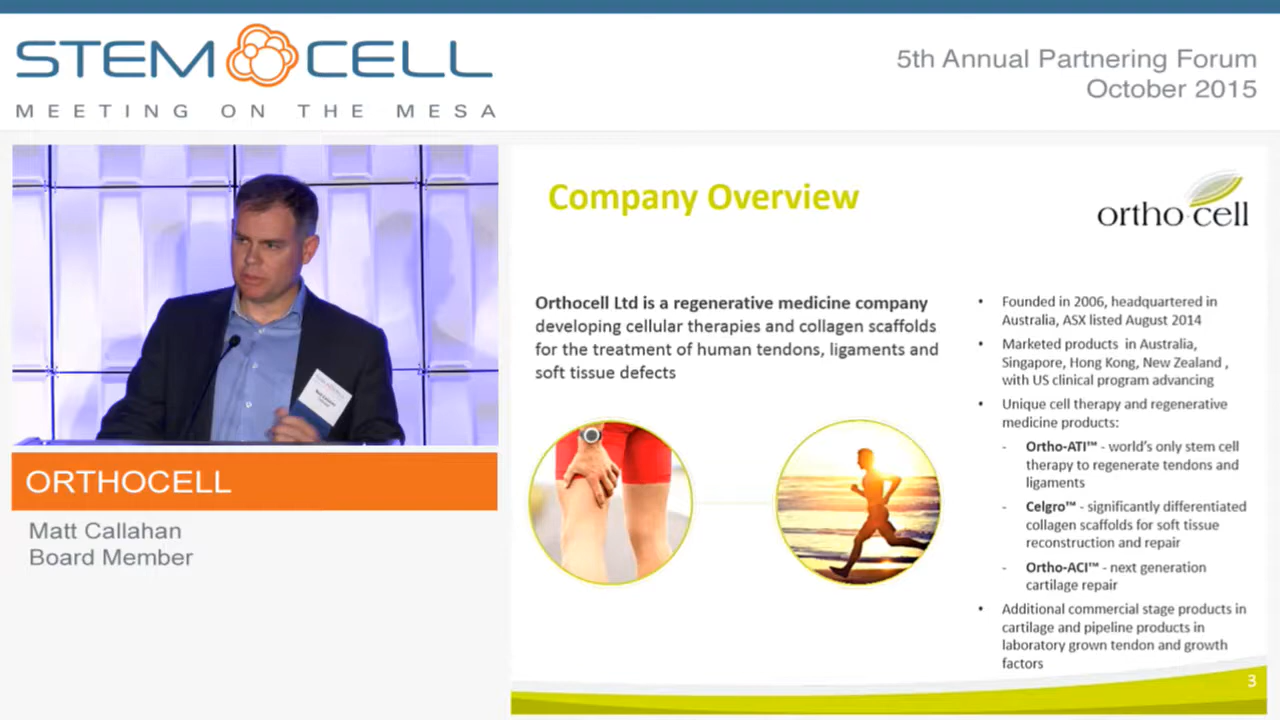 STEM CELL
MEETING ON THE MESA
5th Annual Partnering Forum
October 2015
ORTHOCELL
Matt Callahan
Board Member
Company Overview
ortho cell
Orthocell Ltd is a regenerative medicine company
developing cellular therapies and collagen scaffolds
for the treatment of human tendons, ligaments and
soft tissue defects
• Founded in 2006, headquartered in
Australia, ASX listed August 2014
• Marketed products in Australia,
Singapore, Hong Kong, New Zealand ,
with US clinical program advancing
• Unique cell therapy and regenerative
medicine products:
- Ortho-ATI™ - world's only stem cell
therapy to regenerate tendons and
ligaments
- Celgro™ - significantly differentiated
collagen scaffolds for soft tissue
reconstruction and repair
- Ortho-ACI™ - next generation
cartilage repair
• Additional commercial stage products in
cartilage and pipeline products in
laboratory grown tendon and growth
factors
3